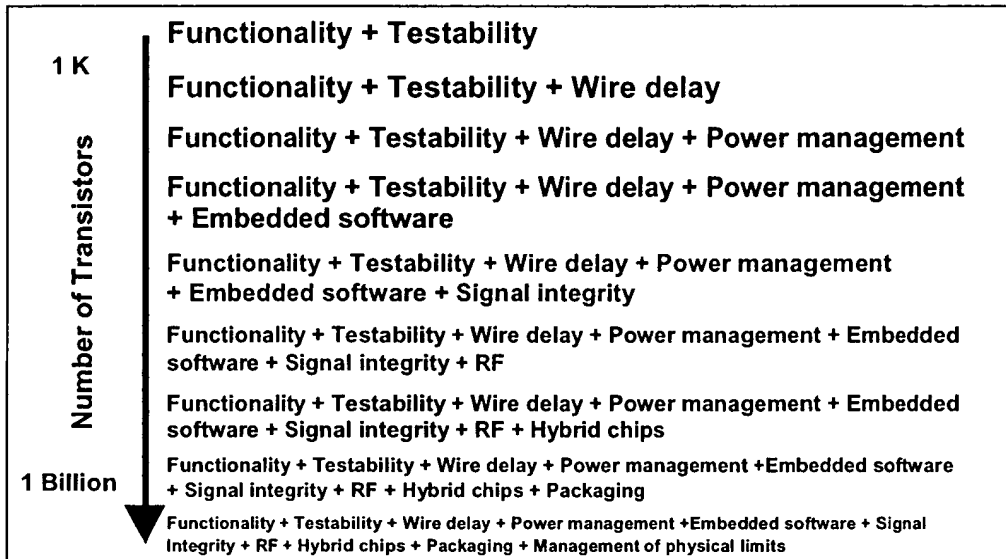 Functionality + Testability
1 K
Functionality + Testability + Wire delay
Functionality + Testability + Wire delay + Power management
Functionality + Testability + Wire delay + Power management
+ Embedded software
Number of Transistors
Functionality + Testability + Wire delay + Power management
+ Embedded software + Signal integrity
Functionality + Testability + Wire delay + Power management + Embedded
software + Signal integrity + RF
Functionality + Testability + Wire delay + Power management + Embedded
software + Signal integrity + RF + Hybrid chips
1 Billion
Functionality + Testability + Wire delay + Power management +Embedded software
+ Signal integrity + RF + Hybrid chips + Packaging
Functionality + Testability + Wire delay + Power management +Embedded software + Signal
Integrity + RF + Hybrid chips + Packaging + Management of physical limits